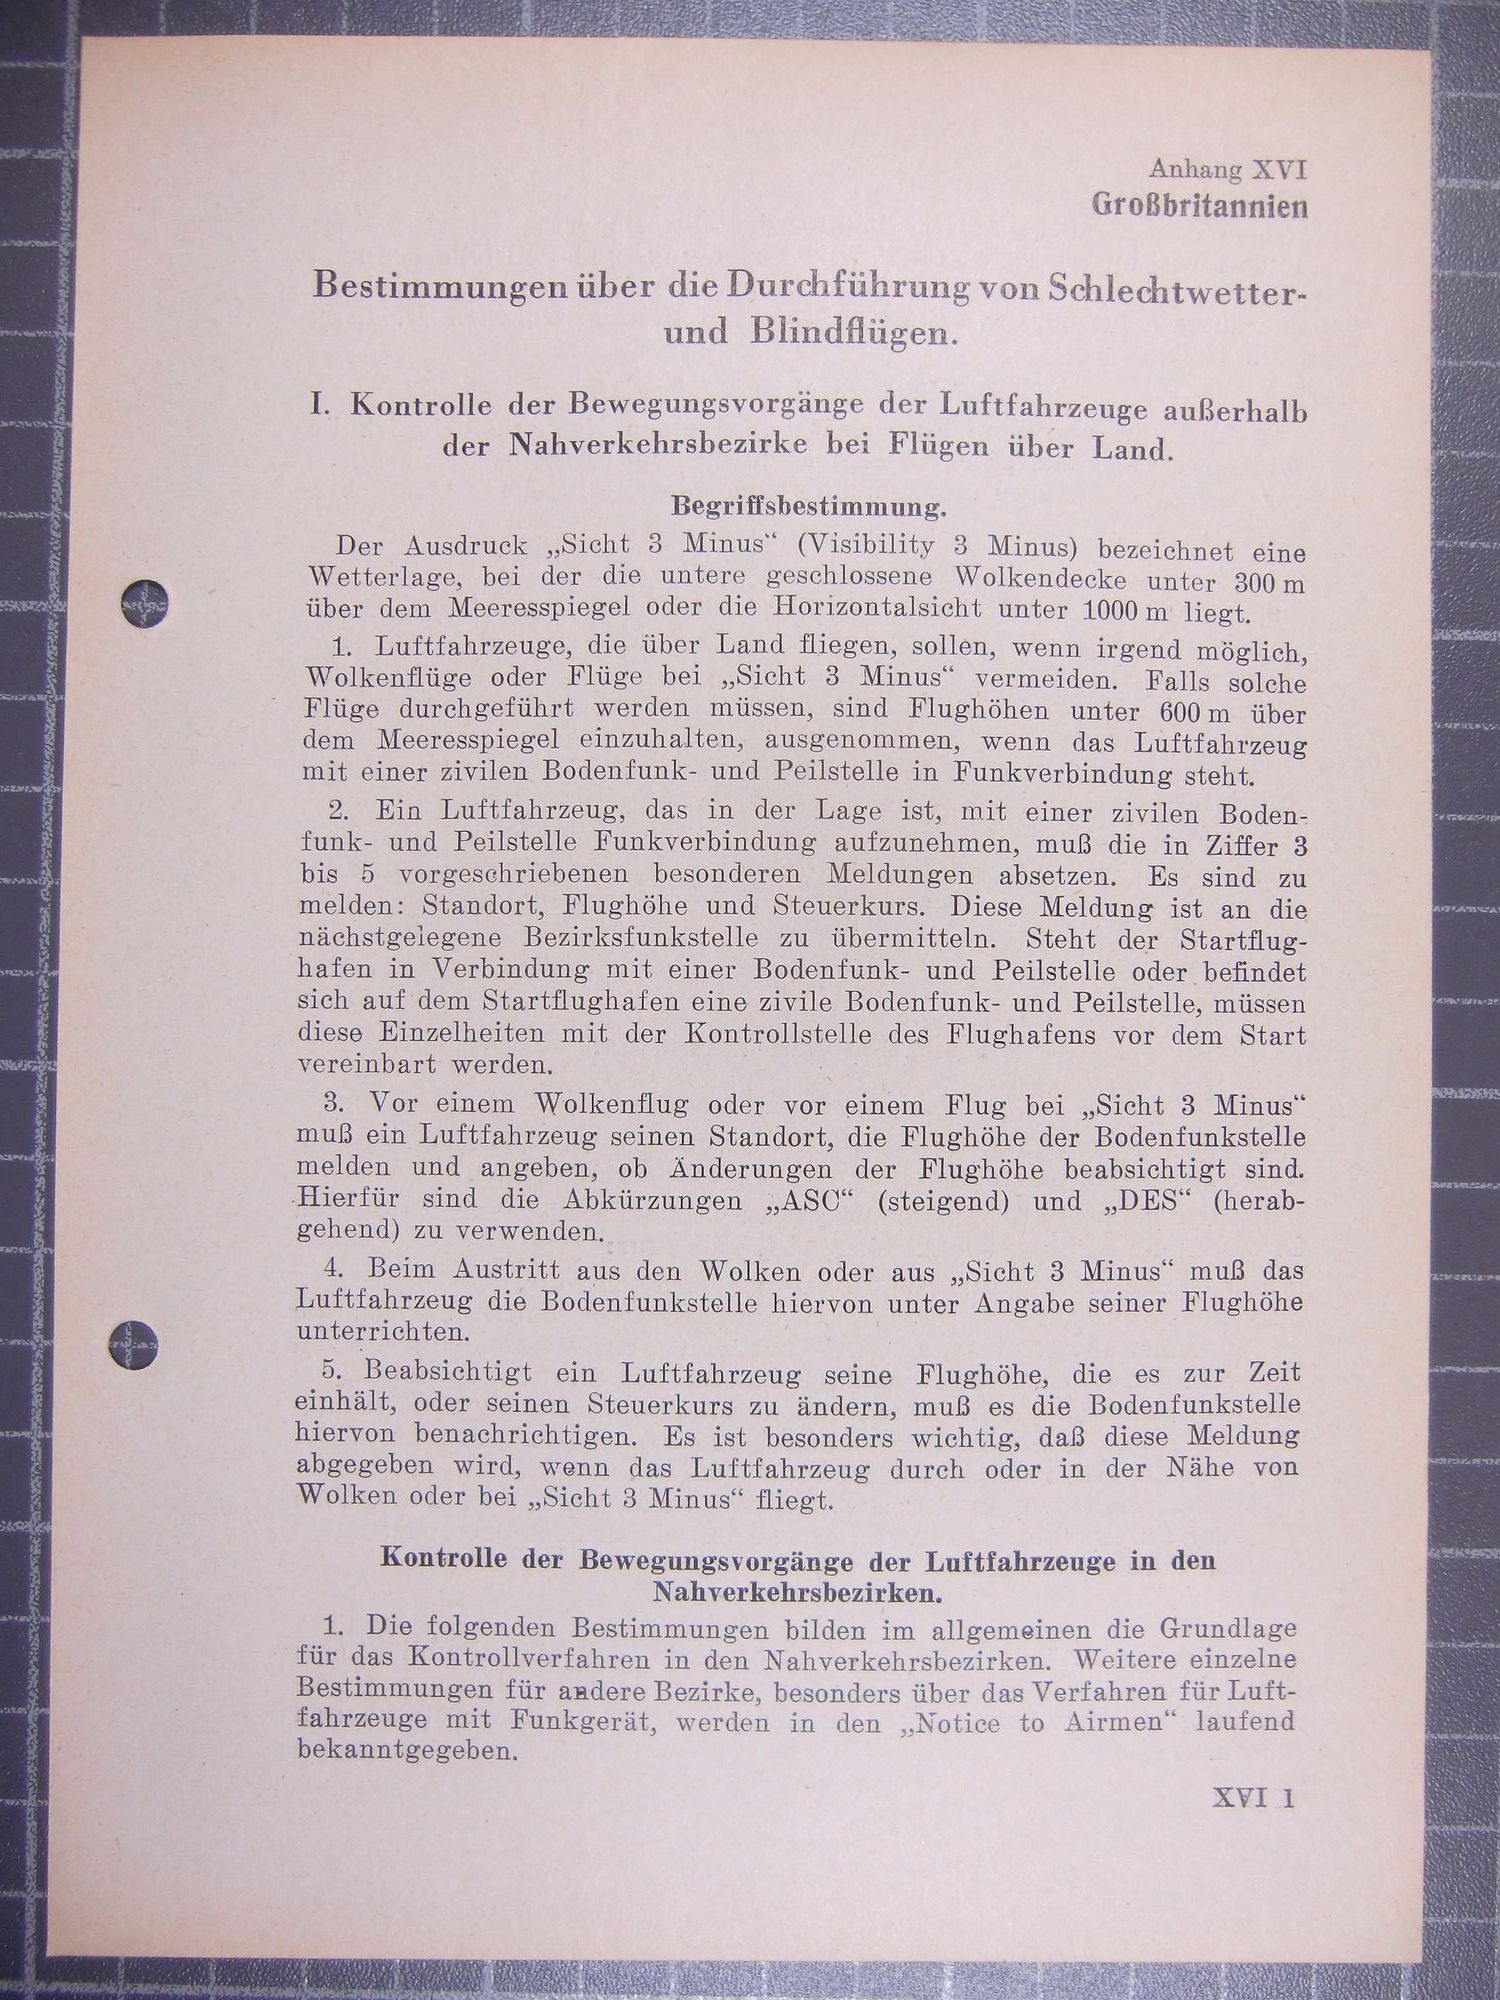 Anhang XVI
Großbritannien
Bestimmungen über die Durchführung von Schlechtwetter-
und Blindflügen.
I. Kontrolle der Bewegungsvorgänge der Luftfahrzeuge außerhalb
der Nahverkehrsbezirke bei Flügen über Land.
Begriffsbestimmung.
Der Ausdruck „Sicht 3 Minus“ (Visibility 3 Minus) bezeichnet eine
Wetterlage, bei der die untere geschlossene Wolkendecke unter 300 m
über dem Meeresspiegel oder die Horizontalsicht unter 1000 m liegt.
1. Luftfahrzeuge, die über Land fliegen, sollen, wenn irgend möglich,
Wolkenflüge oder Flüge bei „Sicht 3 Minus“ vermeiden. Falls solche
Flüge durchgeführt werden müssen, sind Flughöhen unter 600 m über
dem Meeresspiegel einzuhalten, ausgenommen, wenn das Luftfahrzeug
mit einer zivilen Bodenfunk- und Peilstelle in Funkverbindung steht.
2. Ein Luftfahrzeug, das in der Lage ist, mit einer zivilen Boden-
funk- und Peilstelle Funkverbindung aufzunehmen, muß die in Ziffer 3
bis 5 vorgeschriebenen besonderen Meldungen absetzen. Es sind zu
melden: Standort, Flughöhe und Steuerkurs. Diese Meldung ist an die
nächstgelegene Bezirksfunkstelle zu übermitteln. Steht der Startflug-
hafen in Verbindung mit einer Bodenfunk- und Peilstelle oder befindet
sich auf dem Startflughafen eine zivile Bodenfunk- und Peilstelle, müssen
diese Einzelheiten mit der Kontrollstelle des Flughafens vor dem Start
vereinbart werden.
3. Vor einem Wolkenflug oder vor einem Flug bei „Sicht 3 Minus“
muß ein Luftfahrzeug seinen Standort, die Flughöhe der Bodenfunkstelle
melden und angeben, ob Änderungen der Flughöhe beabsichtigt sind.
Hierfür sind die Abkürzungen „ASC“ (steigend) und „DES“ (herab-
gehend) zu verwenden.
4. Beim Austritt aus den Wolken oder aus „Sicht 3 Minus“ muß das
Luftfahrzeug die Bodenfunkstelle hiervon unter Angabe seiner Flughöhe
unterrichten.
5. Beabsichtigt ein Luftfahrzeug seine Flughöhe, die es zur Zeit
einhält, oder seinen Steuerkurs zu ändern, muß es die Bodenfunkstelle
hiervon benachrichtigen. Es ist besonders wichtig, daß diese Meldung
abgegeben wird, wenn das Luftfahrzeug durch oder in der Nähe von
Wolken oder bei „Sicht 3 Minus“ fliegt.
Kontrolle der Bewegungsvorgänge der Luftfahrzeuge in den
Nahverkehrsbezirken.
1. Die folgenden Bestimmungen bilden im allgemeinen die Grundlage
für das Kontrollverfahren in den Nahverkehrsbezirken. Weitere einzelne
Bestimmungen für andere Bezirke, besonders über das Verfahren für Luft-
fahrzeuge mit Funkgerät, werden in den „Notice to Airmen“ laufend
bekanntgegeben.
XVI 1